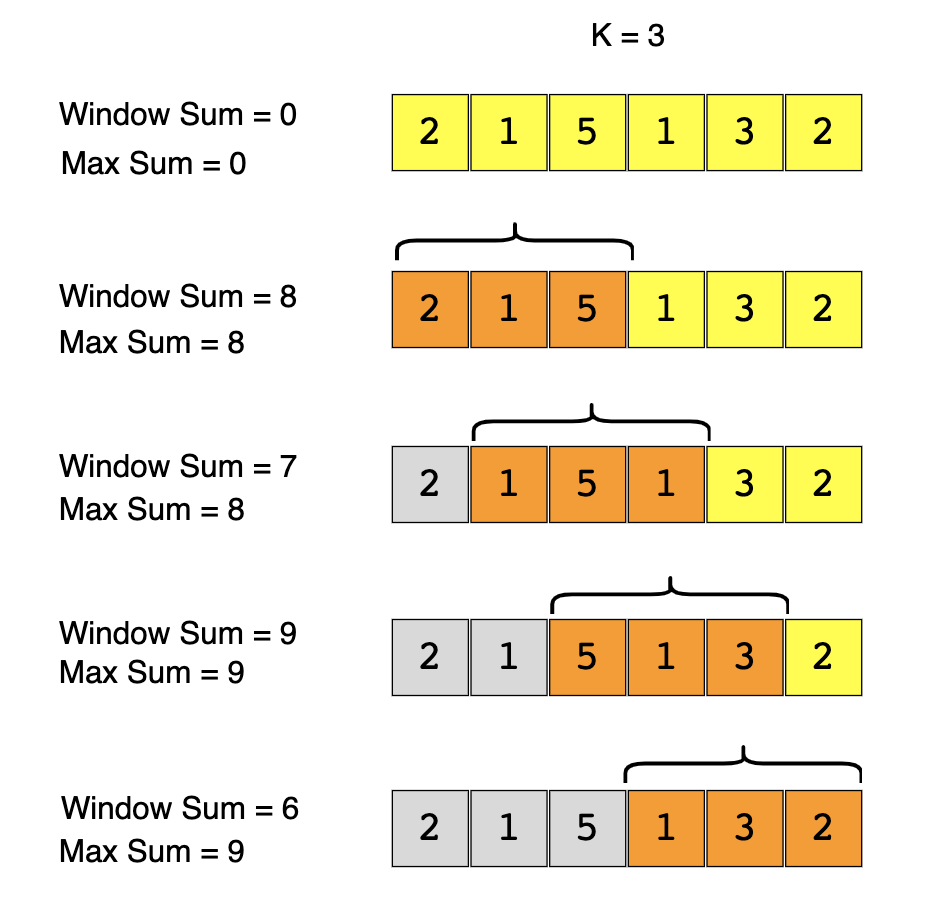 K = 3
Window Sum = 0
Max Sum = 0
2 1 5 1 3 2
Window Sum = 8
Max Sum = 8
2 1 5 1 3 2
Window Sum = 7
Max Sum = 8
2 1 5 1 3 2
Window Sum = 9
Max Sum = 9
2 1 5 1 3 2
Window Sum = 6
Max Sum = 9
2 1 5 1 3 2